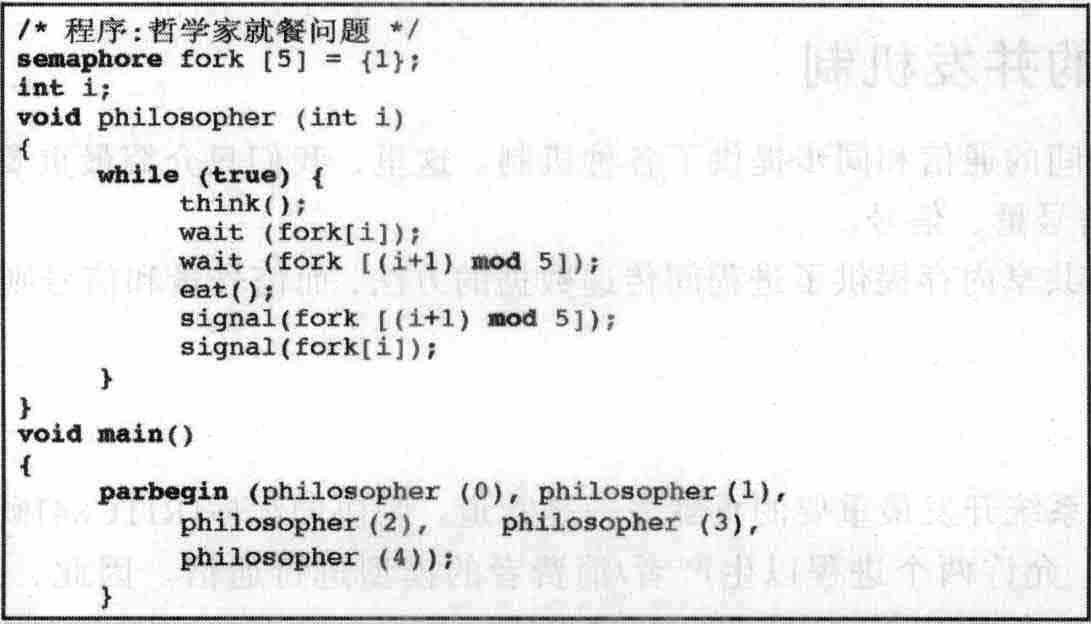 /* 程序:哲学家就餐问题 */
semaphore fork [5] = {1};
int i;
void philosopher (int i)
{
while (true) {
think();
wait (fork[i]);
wait (fork [(i+1) mod 5]);
eat();
signal(fork [(i+1) mod 5]);
signal(fork[i]);
}
}
void main()
{
parbegin (philosopher (0), philosopher (1),
philosopher (2), philosopher (3),
philosopher (4));
}